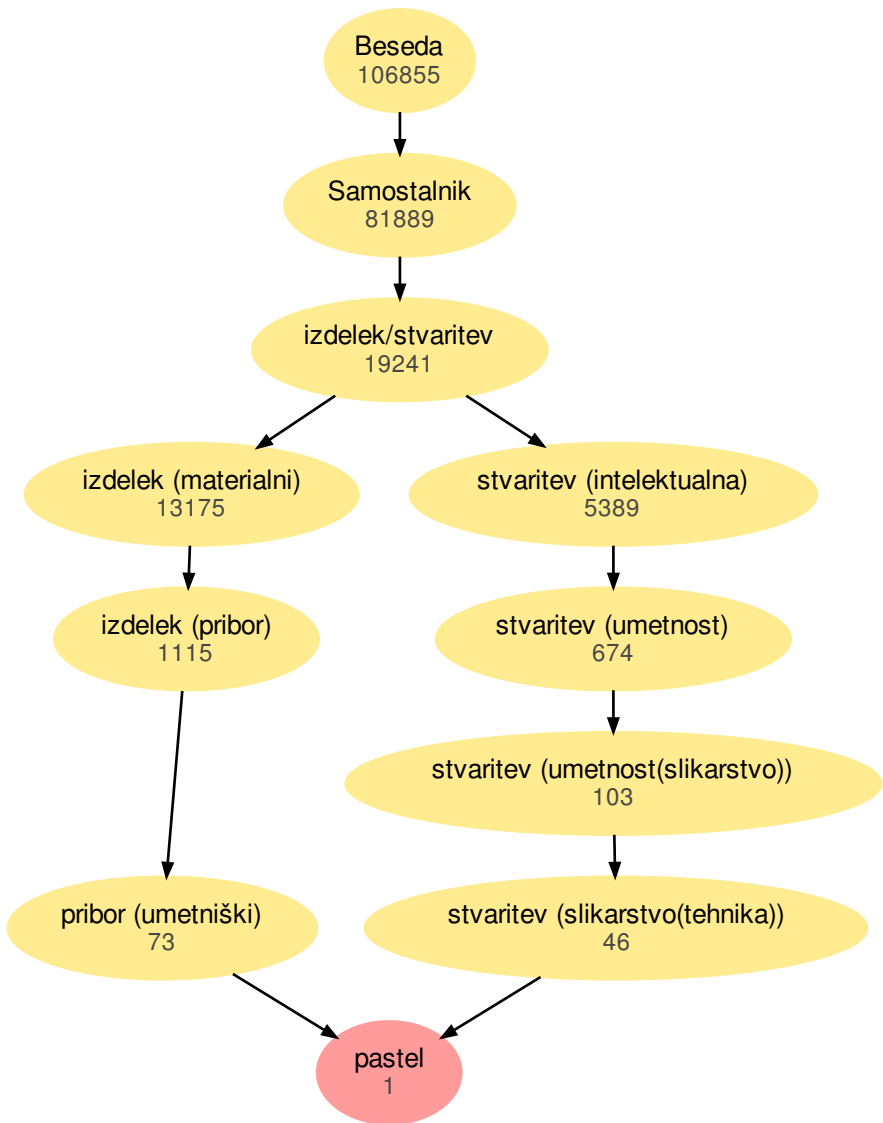 Beseda
106855
Samostalnik
81889
izdelek/stvaritev
19241
izdelek (materialni)
13175
stvaritev (intelektualna)
5389
izdelek (pribor)
1115
stvaritev (umetnost)
674
stvaritev (umetnost(slikarstvo))
103
pribor (umetniški)
73
stvaritev (slikarstvo(tehnika))
46
pastel
1